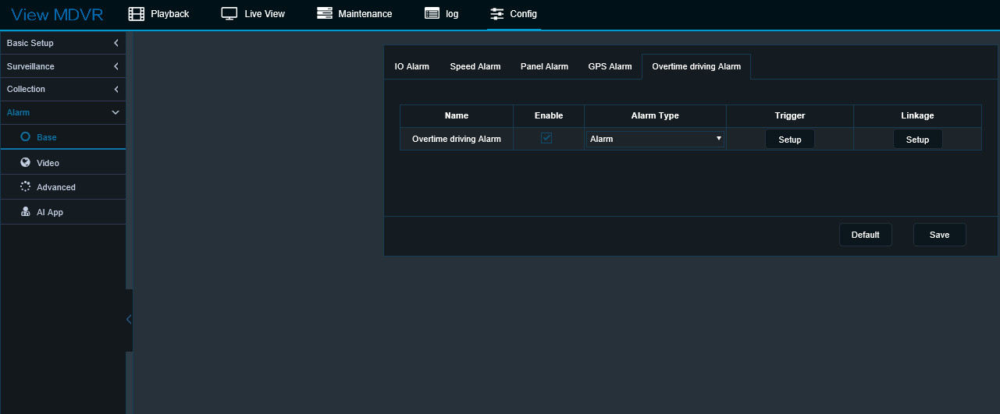 View MDVR Playback Live View Maintenance log Config
Basic Setup
Surveillance
Collection
Alarm
Base
Video
Advanced
AI App
IO Alarm Speed Alarm Panel Alarm GPS Alarm Overtime driving Alarm
Name Enable Alarm Type Trigger Linkage
Overtime driving Alarm Alarm Setup Setup
Default Save